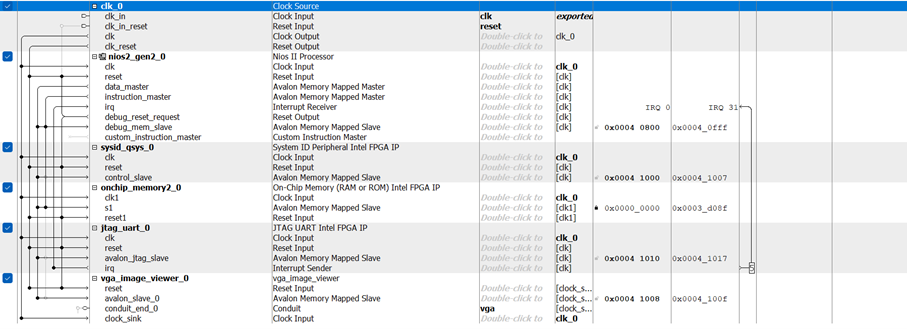 clk_0 Clock Source
clk_in Clock Input clk exported
clk_in_reset Reset Input reset
clk Clock Output Double-click to clk_0
clk_reset Reset Output Double-click to
nios2_gen2_0 Nios II Processor
clk Clock Input Double-click to clk_0
reset Reset Input Double-click to [clk]
data_master Avalon Memory Mapped Master Double-click to [clk]
instruction_master Avalon Memory Mapped Master Double-click to [clk]
irq Interrupt Receiver Double-click to [clk] IRQ 0 IRQ 31
debug_reset_request Reset Output Double-click to [clk]
debug_mem_slave Avalon Memory Mapped Slave Double-click to [clk] 0x0004 0800 0x0004_0fff
custom_instruction_master Custom Instruction Master Double-click to
sysid_qsys_0 System ID Peripheral Intel FPGA IP
clk Clock Input Double-click to clk_0
reset Reset Input Double-click to [clk]
control_slave Avalon Memory Mapped Slave Double-click to [clk] 0x0004 1000 0x0004_1007
onchip_memory2_0 On-Chip Memory (RAM or ROM) Intel FPGA IP
clk1 Clock Input Double-click to clk_0
s1 Avalon Memory Mapped Slave Double-click to [clk1] 0x0000_0000 0x0003_d08f
reset1 Reset Input Double-click to [clk1]
jtag_uart_0 JTAG UART Intel FPGA IP
clk Clock Input Double-click to clk_0
reset Reset Input Double-click to [clk]
avalon_jtag_slave Avalon Memory Mapped Slave Double-click to [clk] 0x0004 1010 0x0004_1017
irq Interrupt Sender Double-click to [clk]
vga_image_viewer_0 vga_image_viewer
reset Reset Input Double-click to [clock_s...
avalon_slave_0 Avalon Memory Mapped Slave Double-click to [clock_s... 0x0004 1008 0x0004_100f
conduit_end_0 Conduit vga [clock_s...
clock_sink Clock Input Double-click to clk_0